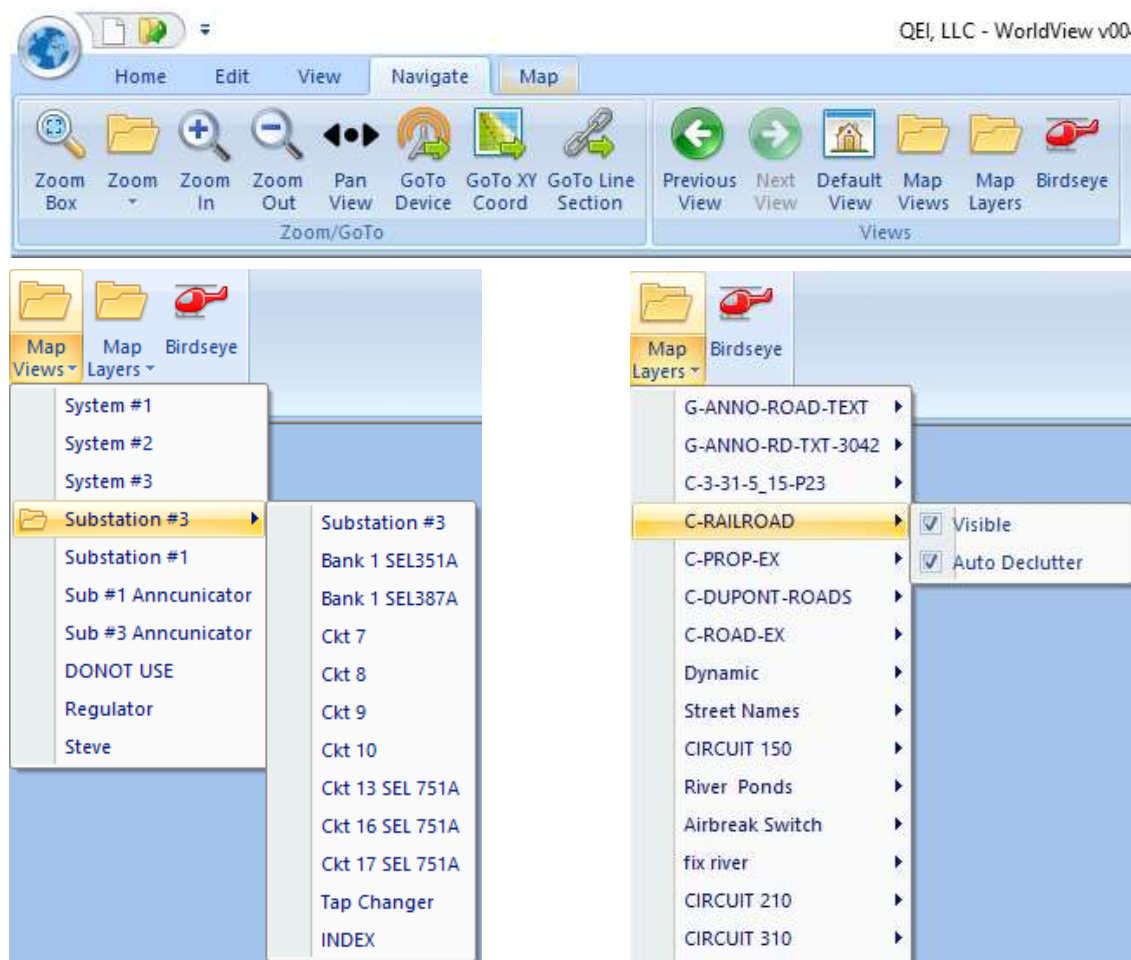 QEI, LLC - WorldView v004
Home Edit View Navigate Map
Zoom Box
Zoom
Zoom In
Zoom Out
Pan View
GoTo Device
GoTo XY Coord
GoTo Line Section
Previous View
Next View
Default View
Map Views
Map Layers
Birdseye
Zoom/GoTo
Views
Map Views
Map Layers
Birdseye
System #1
System #2
System #3
Substation #3
Substation #1
Sub #1 Anncunicator
Sub #3 Anncunicator
DONOT USE
Regulator
Steve
Substation #3
Bank 1 SEL351A
Bank 1 SEL387A
Ckt 7
Ckt 8
Ckt 9
Ckt 10
Ckt 13 SEL 751A
Ckt 16 SEL 751A
Ckt 17 SEL 751A
Tap Changer
INDEX
Map Layers
Birdseye
G-ANNO-ROAD-TEXT
G-ANNO-RD-TXT-3042
C-3-31-5_15-P23
C-RAILROAD
C-PROP-EX
C-DUPONT-ROADS
C-ROAD-EX
Dynamic
Street Names
CIRCUIT 150
River Ponds
Airbreak Switch
fix river
CIRCUIT 210
CIRCUIT 310
Visible
Auto Declutter